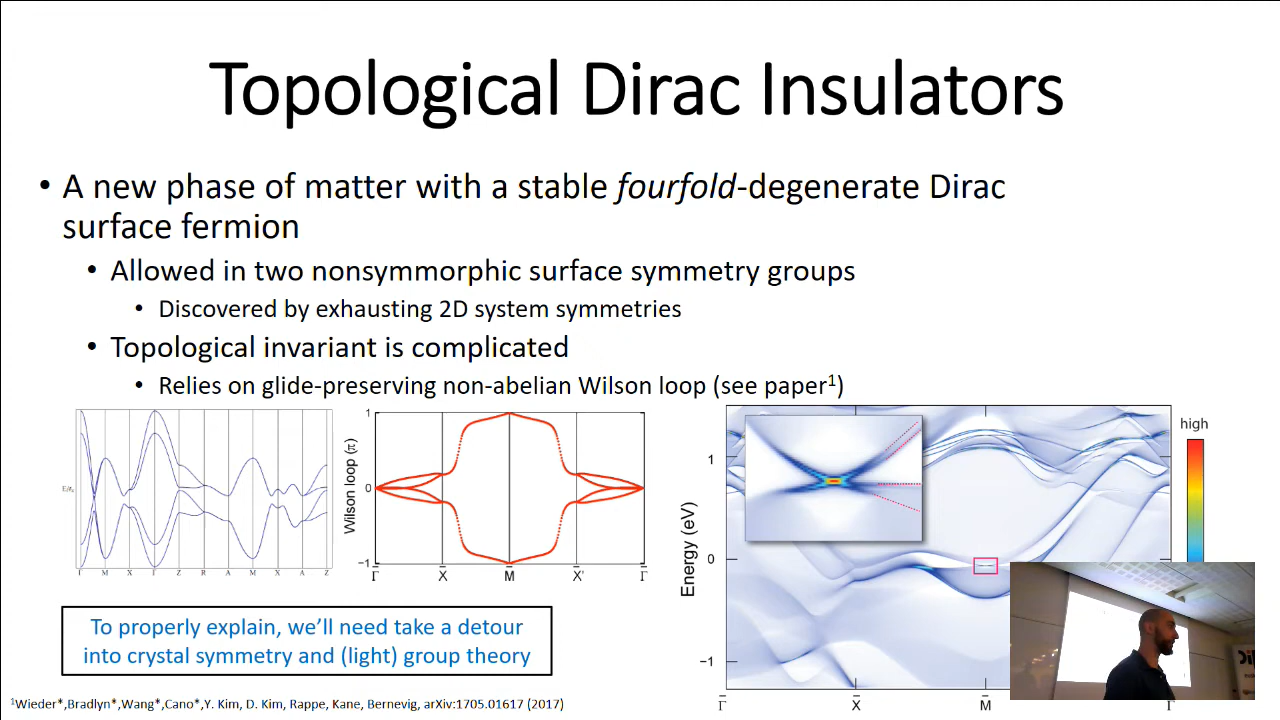 Topological Dirac Insulators
• A new phase of matter with a stable fourfold-degenerate Dirac
surface fermion
• Allowed in two nonsymmorphic surface symmetry groups
• Discovered by exhausting 2D system symmetries
• Topological invariant is complicated
• Relies on glide-preserving non-abelian Wilson loop (see paper¹)
Γ M X Γ Z R A M X A Z
Wilson loop (π)
1
0
−1
Γ̅ X̅ M̅ X̅' Γ̅
Energy (eV)
1
0
−1
Γ̅ X̅ M̅ Γ̅
high
To properly explain, we'll need take a detour
into crystal symmetry and (light) group theory
¹Wieder*,Bradlyn*,Wang*,Cano*,Y. Kim, D. Kim, Rappe, Kane, Bernevig, arXiv:1705.01617 (2017)